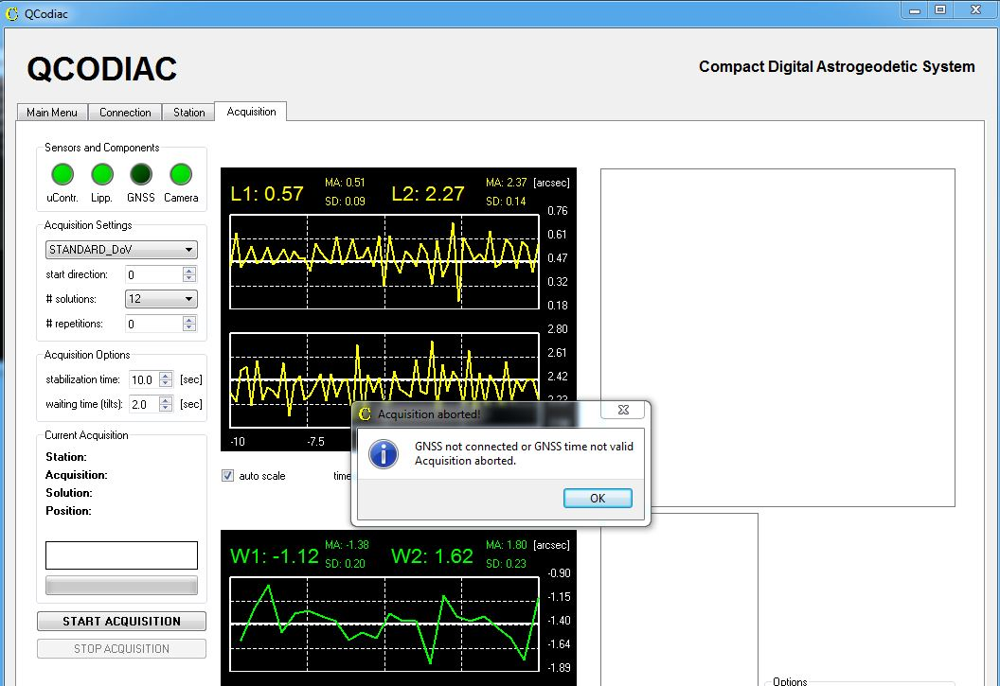 QCodiac
QCODIAC
Compact Digital Astrogeodetic System
Main Menu
Connection
Station
Acquisition
Sensors and Components
uContr.
Lipp.
GNSS
Camera
Acquisition Settings
STANDARD_DoV
start direction:
0
# solutions:
12
# repetitions:
0
Acquisition Options
stabilization time:
10.0
[sec]
waiting time (tilts):
2.0
[sec]
Current Acquisition
Station:
Acquisition:
Solution:
Position:
START ACQUISITION
STOP ACQUISITION
L1: 0.57
MA: 0.51
SD: 0.09
L2: 2.27
MA: 2.37
[arcsec]
SD: 0.14
0.76
0.61
0.47
0.32
0.18
2.80
2.61
2.42
2.23
-10
-7.5
auto scale
time
Acquisition aborted!
GNSS not connected or GNSS time not valid
Acquisition aborted.
OK
W1: -1.12
MA: -1.38
SD: 0.20
W2: 1.62
MA: 1.80
[arcsec]
SD: 0.23
-0.90
-1.15
-1.40
-1.64
-1.89
Options